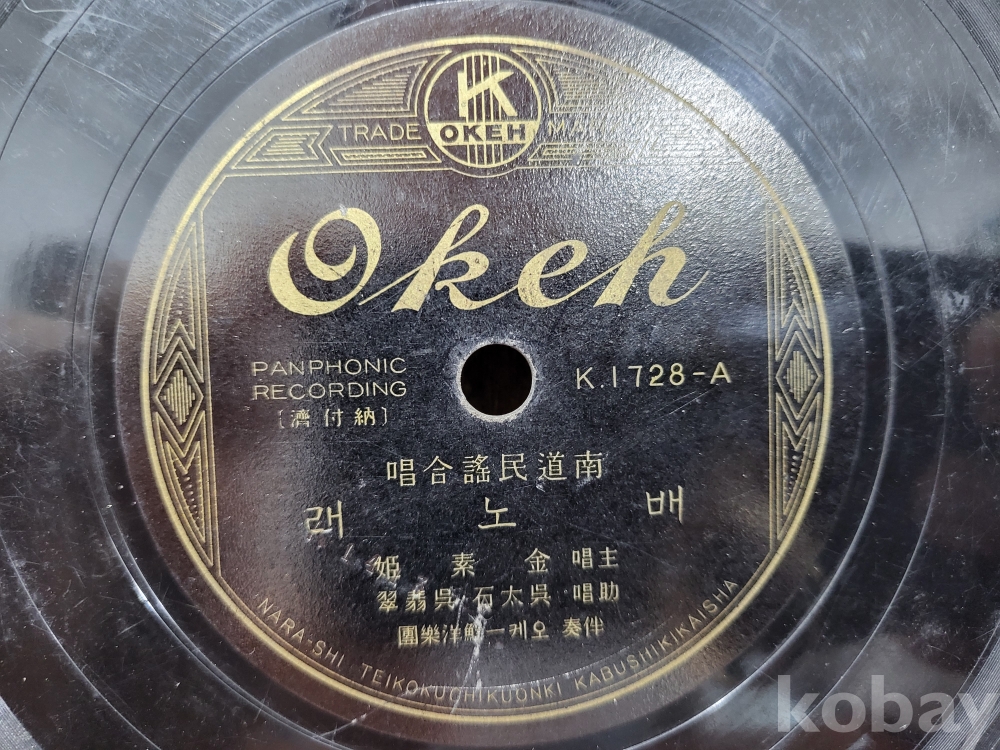 K
OKEH
TRADE
Okeh
PANPHONIC
RECORDING
[納付濟]
K.1728-A
南道民謠合唱
배노래
主唱 金素姬
助唱·吳太石·吳翡翠
伴奏 오케ー鮮洋樂團
NARA-SHI TEIKOKUCHIKUONKI KABUSHIKIKAISHA
kobay